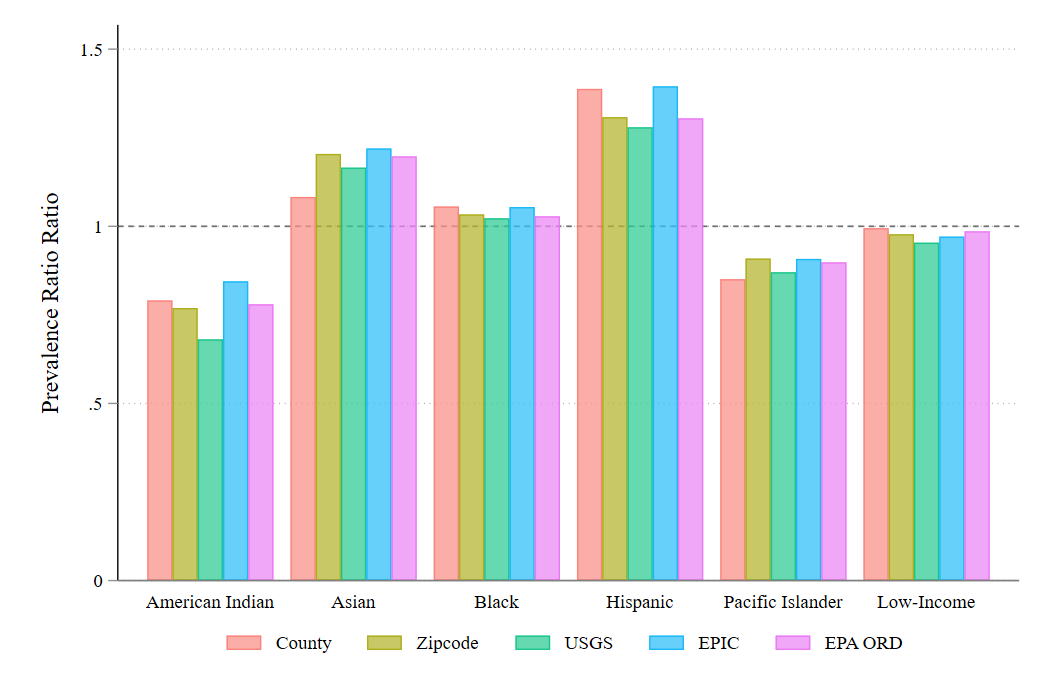 Prevalence Ratio Ratio
1.5
1
.5
0
American Indian Asian Black Hispanic Pacific Islander Low-Income
County Zipcode USGS EPIC EPA ORD